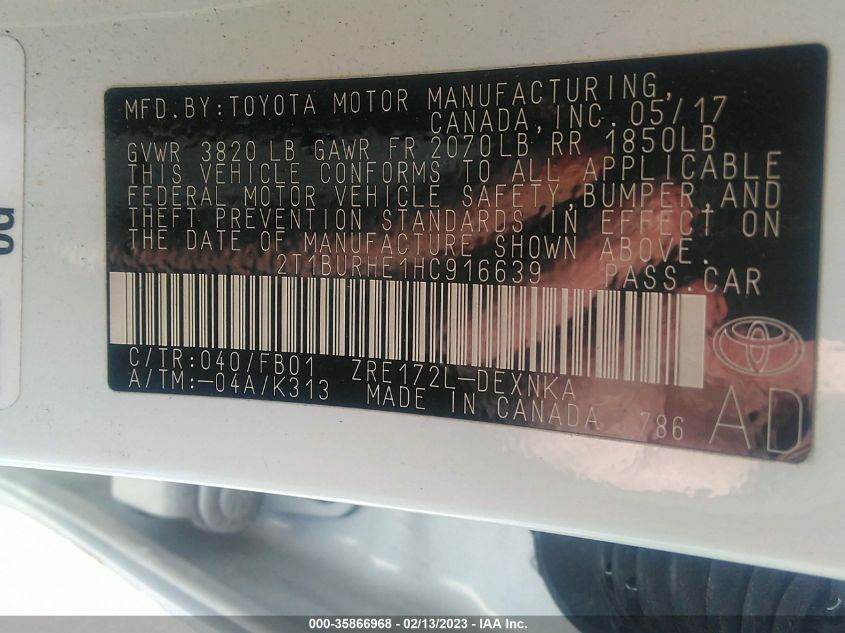 MFD.BY:TOYOTA MOTOR MANUFACTURING,
CANADA,INC. 05/17
GVWR 3820 LB GAWR FR 2070LB RR 1850LB
THIS VEHICLE CONFORMS TO ALL APPLICABLE
FEDERAL MOTOR VEHICLE SAFETY,BUMPER,AND
THEFT PREVENTION STANDARDS IN EFFECT ON
THE DATE OF MANUFACTURE SHOWN ABOVE.
2T1BURHE1HC916639 PASS.CAR
C/TR:040/FB01 ZRE172L-DEXNKA
A/TM:-04A/K313 MADE IN CANADA 786
AD
000-35866968 - 02/13/2023 - IAA Inc.